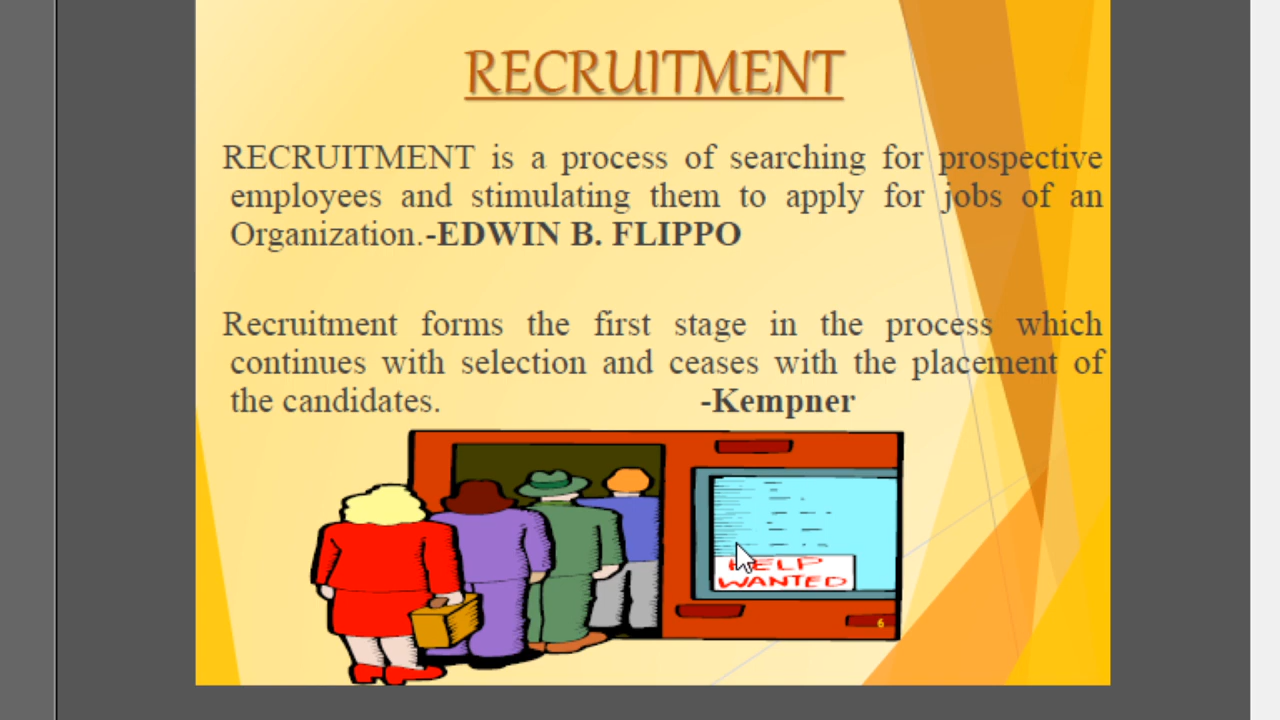 RECRUITMENT
RECRUITMENT is a process of searching for prospective
employees and stimulating them to apply for jobs of an
Organization.-EDWIN B. FLIPPO
Recruitment forms the first stage in the process which
continues with selection and ceases with the placement of
the candidates. -Kempner
HELP
WANTED
6